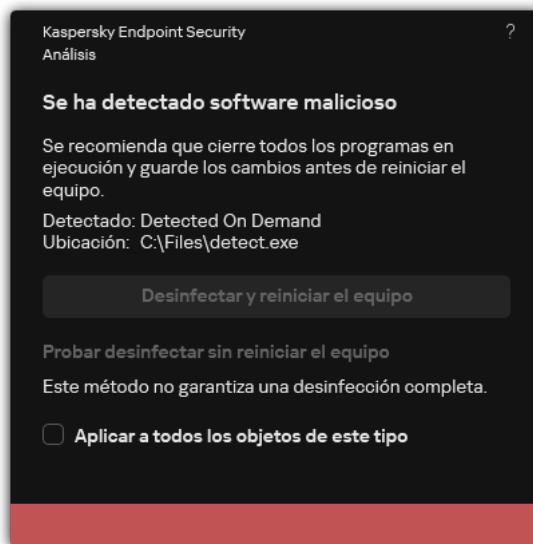 Kaspersky Endpoint Security
?
Análisis
Se ha detectado software malicioso
Se recomienda que cierre todos los programas en
ejecución y guarde los cambios antes de reiniciar el
equipo.
Detectado: Detected On Demand
Ubicación: C:\Files\detect.exe
Desinfectar y reiniciar el equipo
Probar desinfectar sin reiniciar el equipo
Este método no garantiza una desinfección completa.
Aplicar a todos los objetos de este tipo